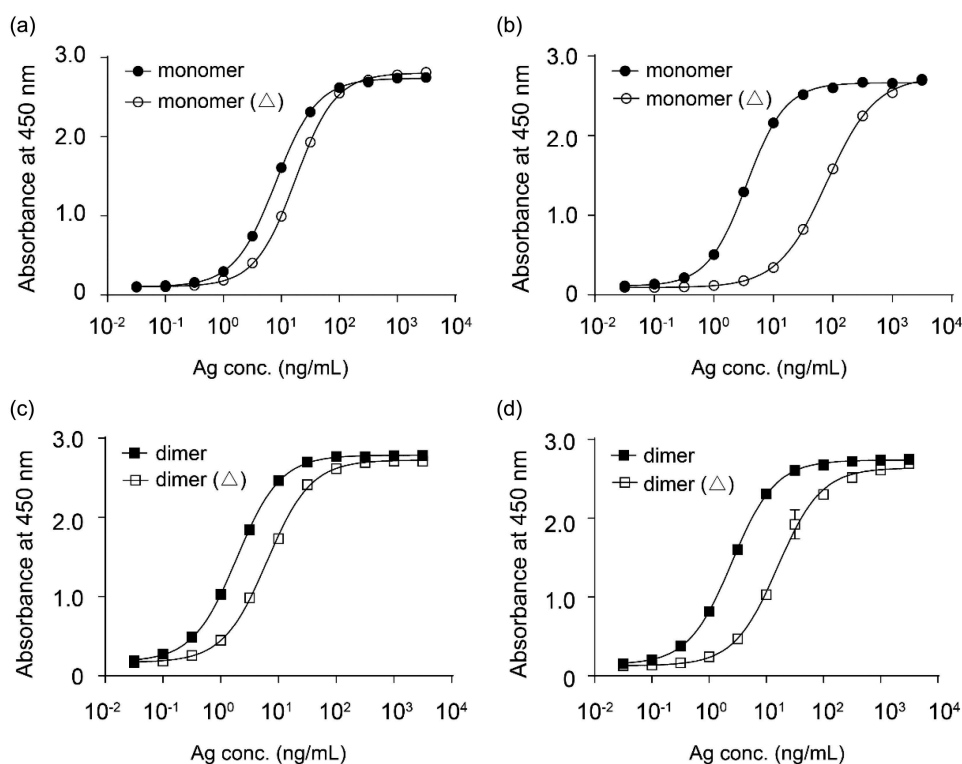 (a)
3.0
2.0
1.0
0
Absorbance at 450 nm
monomer
monomer (△)
10⁻² 10⁻¹ 10⁰ 10¹ 10² 10³ 10⁴
Ag conc. (ng/mL)
(b)
3.0
2.0
1.0
0
Absorbance at 450 nm
monomer
monomer (△)
10⁻² 10⁻¹ 10⁰ 10¹ 10² 10³ 10⁴
Ag conc. (ng/mL)
(c)
3.0
2.0
1.0
0
Absorbance at 450 nm
dimer
dimer (△)
10⁻² 10⁻¹ 10⁰ 10¹ 10² 10³ 10⁴
Ag conc. (ng/mL)
(d)
3.0
2.0
1.0
0
Absorbance at 450 nm
dimer
dimer (△)
10⁻² 10⁻¹ 10⁰ 10¹ 10² 10³ 10⁴
Ag conc. (ng/mL)